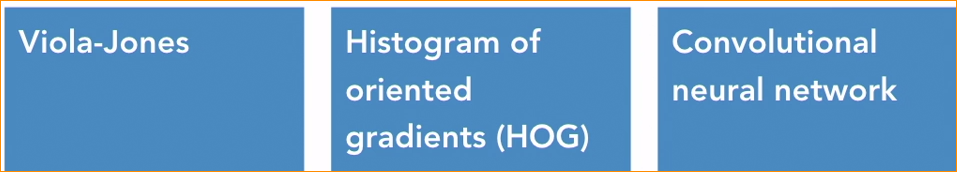 Viola-Jones
Histogram of
oriented
gradients (HOG)
Convolutional
neural network